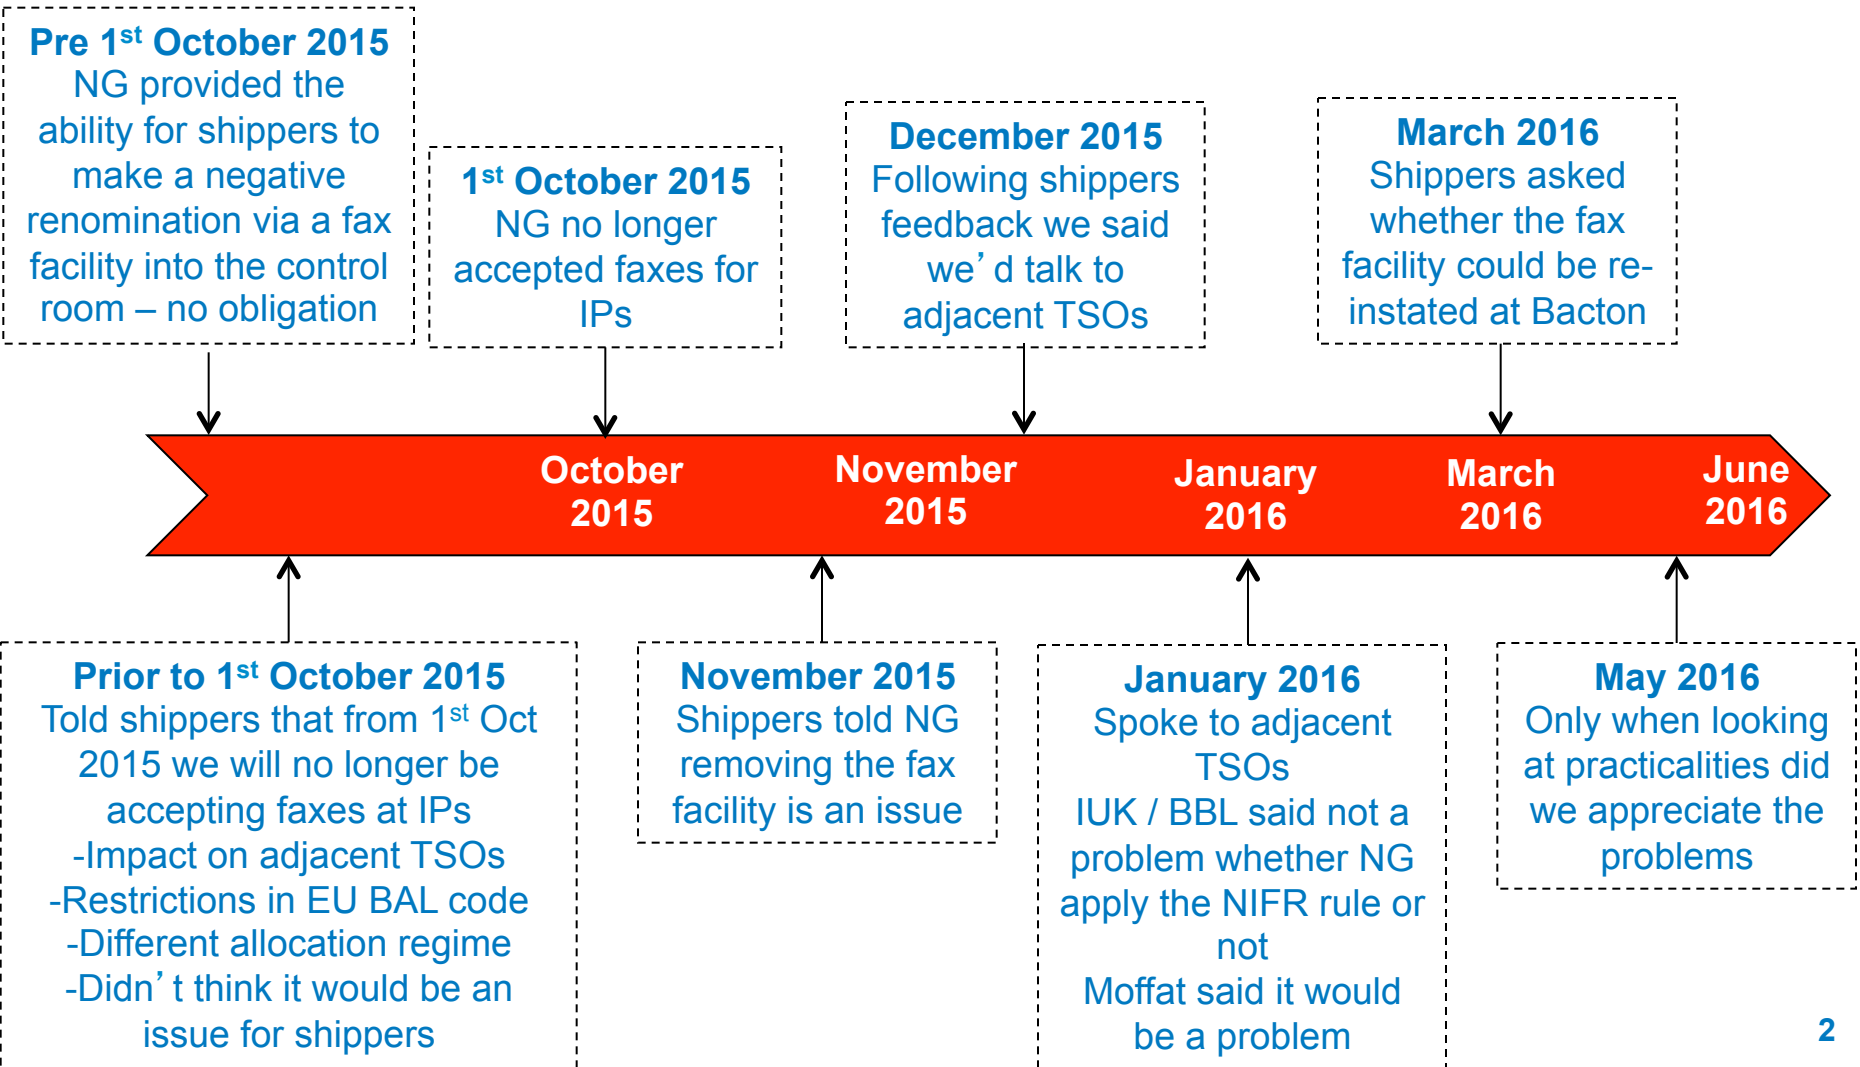 Pre 1st October 2015
NG provided the
ability for shippers to
make a negative
renomination via a fax
facility into the control
room – no obligation
1st October 2015
NG no longer
accepted faxes for
IPs
December 2015
Following shippers
feedback we said
we’d talk to
adjacent TSOs
March 2016
Shippers asked
whether the fax
facility could be re-
instated at Bacton
October
2015
November
2015
January
2016
March
2016
June
2016
Prior to 1st October 2015
Told shippers that from 1st Oct
2015 we will no longer be
accepting faxes at IPs
-Impact on adjacent TSOs
-Restrictions in EU BAL code
-Different allocation regime
-Didn’t think it would be an
issue for shippers
November 2015
Shippers told NG
removing the fax
facility is an issue
January 2016
Spoke to adjacent
TSOs
IUK / BBL said not a
problem whether NG
apply the NIFR rule or
not
Moffat said it would
be a problem
May 2016
Only when looking
at practicalities did
we appreciate the
problems
2